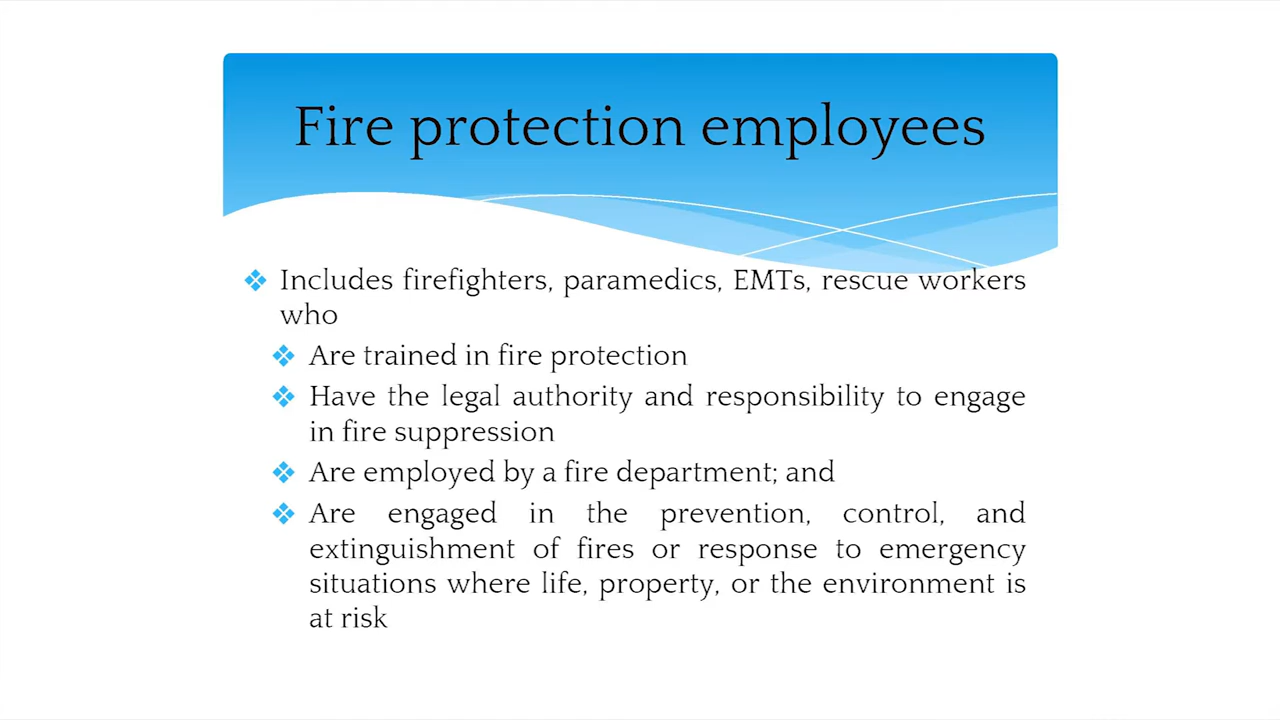 Fire protection employees
Includes firefighters, paramedics, EMTs, rescue workers
who
Are trained in fire protection
Have the legal authority and responsibility to engage
in fire suppression
Are employed by a fire department; and
Are engaged in the prevention, control, and
extinguishment of fires or response to emergency
situations where life, property, or the environment is
at risk